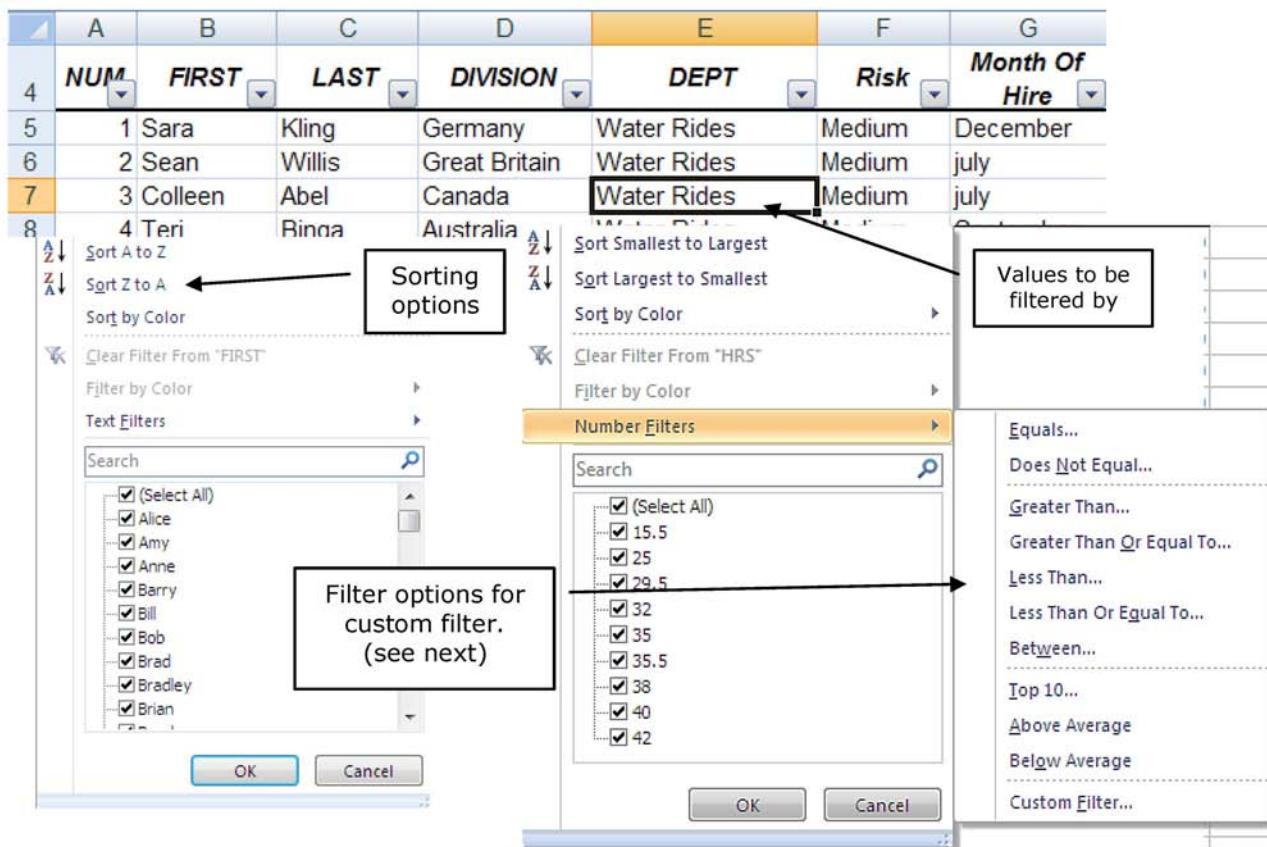 A B C D E F G
4 NUM FIRST LAST DIVISION DEPT Risk Month Of Hire
5 1 Sara Kling Germany Water Rides Medium December
6 2 Sean Willis Great Britain Water Rides Medium july
7 3 Colleen Abel Canada Water Rides Medium july
8 4 Teri Binga Australia
Sort A to Z
Sort Z to A
Sort by Color
Clear Filter From "FIRST"
Filter by Color
Text Filters
Search
(Select All)
Alice
Amy
Anne
Barry
Bill
Bob
Brad
Bradley
Brian
OK Cancel
Sorting
options
Sort Smallest to Largest
Sort Largest to Smallest
Sort by Color
Clear Filter From "HRS"
Filter by Color
Number Filters
Search
(Select All)
15.5
25
29.5
32
35
35.5
38
40
42
OK Cancel
Values to be
filtered by
Filter options for
custom filter.
(see next)
Equals...
Does Not Equal...
Greater Than...
Greater Than Or Equal To...
Less Than...
Less Than Or Equal To...
Between...
Top 10...
Above Average
Below Average
Custom Filter...